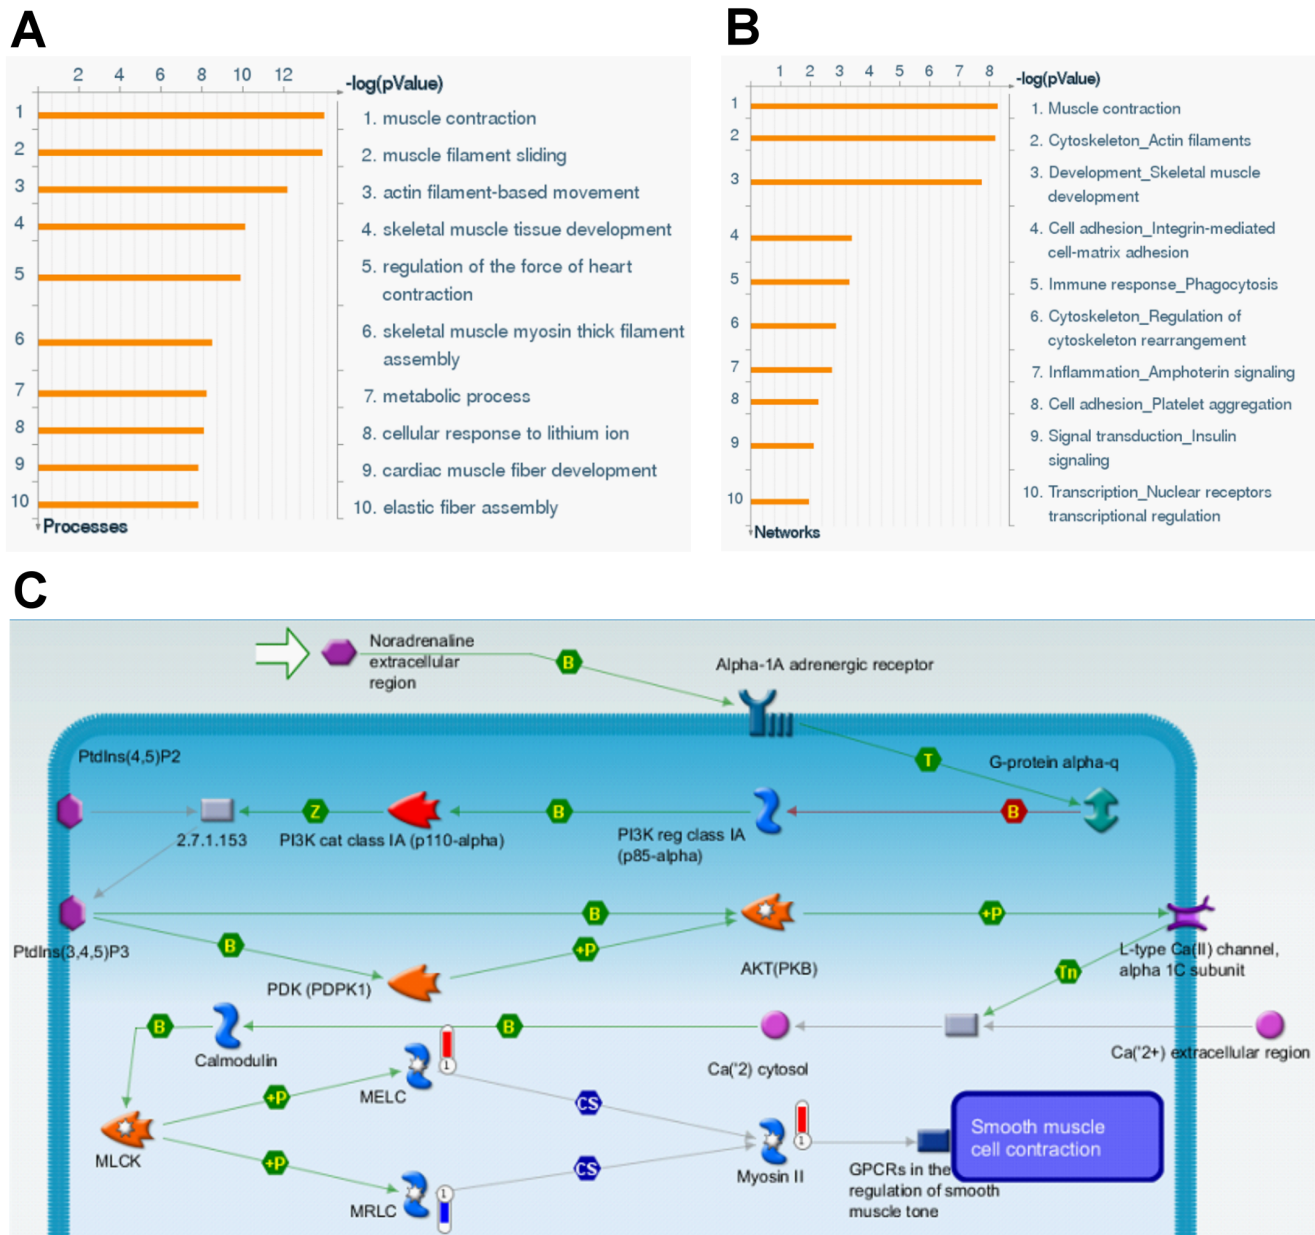 A
2 4 6 8 10 12
-log(pValue)
1
2
3
4
5
6
7
8
9
10
Processes
1. muscle contraction
2. muscle filament sliding
3. actin filament-based movement
4. skeletal muscle tissue development
5. regulation of the force of heart
contraction
6. skeletal muscle myosin thick filament
assembly
7. metabolic process
8. cellular response to lithium ion
9. cardiac muscle fiber development
10. elastic fiber assembly
B
1 2 3 4 5 6 7 8
-log(pValue)
1
2
3
4
5
6
7
8
9
10
Networks
1. Muscle contraction
2. Cytoskeleton_Actin filaments
3. Development_Skeletal muscle
development
4. Cell adhesion_Integrin-mediated
cell-matrix adhesion
5. Immune response_Phagocytosis
6. Cytoskeleton_Regulation of
cytoskeleton rearrangement
7. Inflammation_Amphoterin signaling
8. Cell adhesion_Platelet aggregation
9. Signal transduction_Insulin
signaling
10. Transcription_Nuclear receptors
transcriptional regulation
C
Noradrenaline
extracellular
region
B
Alpha-1A adrenergic receptor
T
G-protein alpha-q
PtdIns(4,5)P2
2.7.1.153
Z
PI3K cat class IA (p110-alpha)
B
PI3K reg class IA
(p85-alpha)
B
PtdIns(3,4,5)P3
B
B
PDK (PDPK1)
+P
AKT(PKB)
+P
L-type Ca(II) channel,
alpha 1C subunit
Tn
Ca('2+) extracellular region
Ca('2) cytosol
B
Calmodulin
B
MLCK
+P
+P
MELC
1
MRLC
1
CS
CS
Myosin II
1
GPCRs in the
regulation of smooth
muscle tone
Smooth muscle
cell contraction